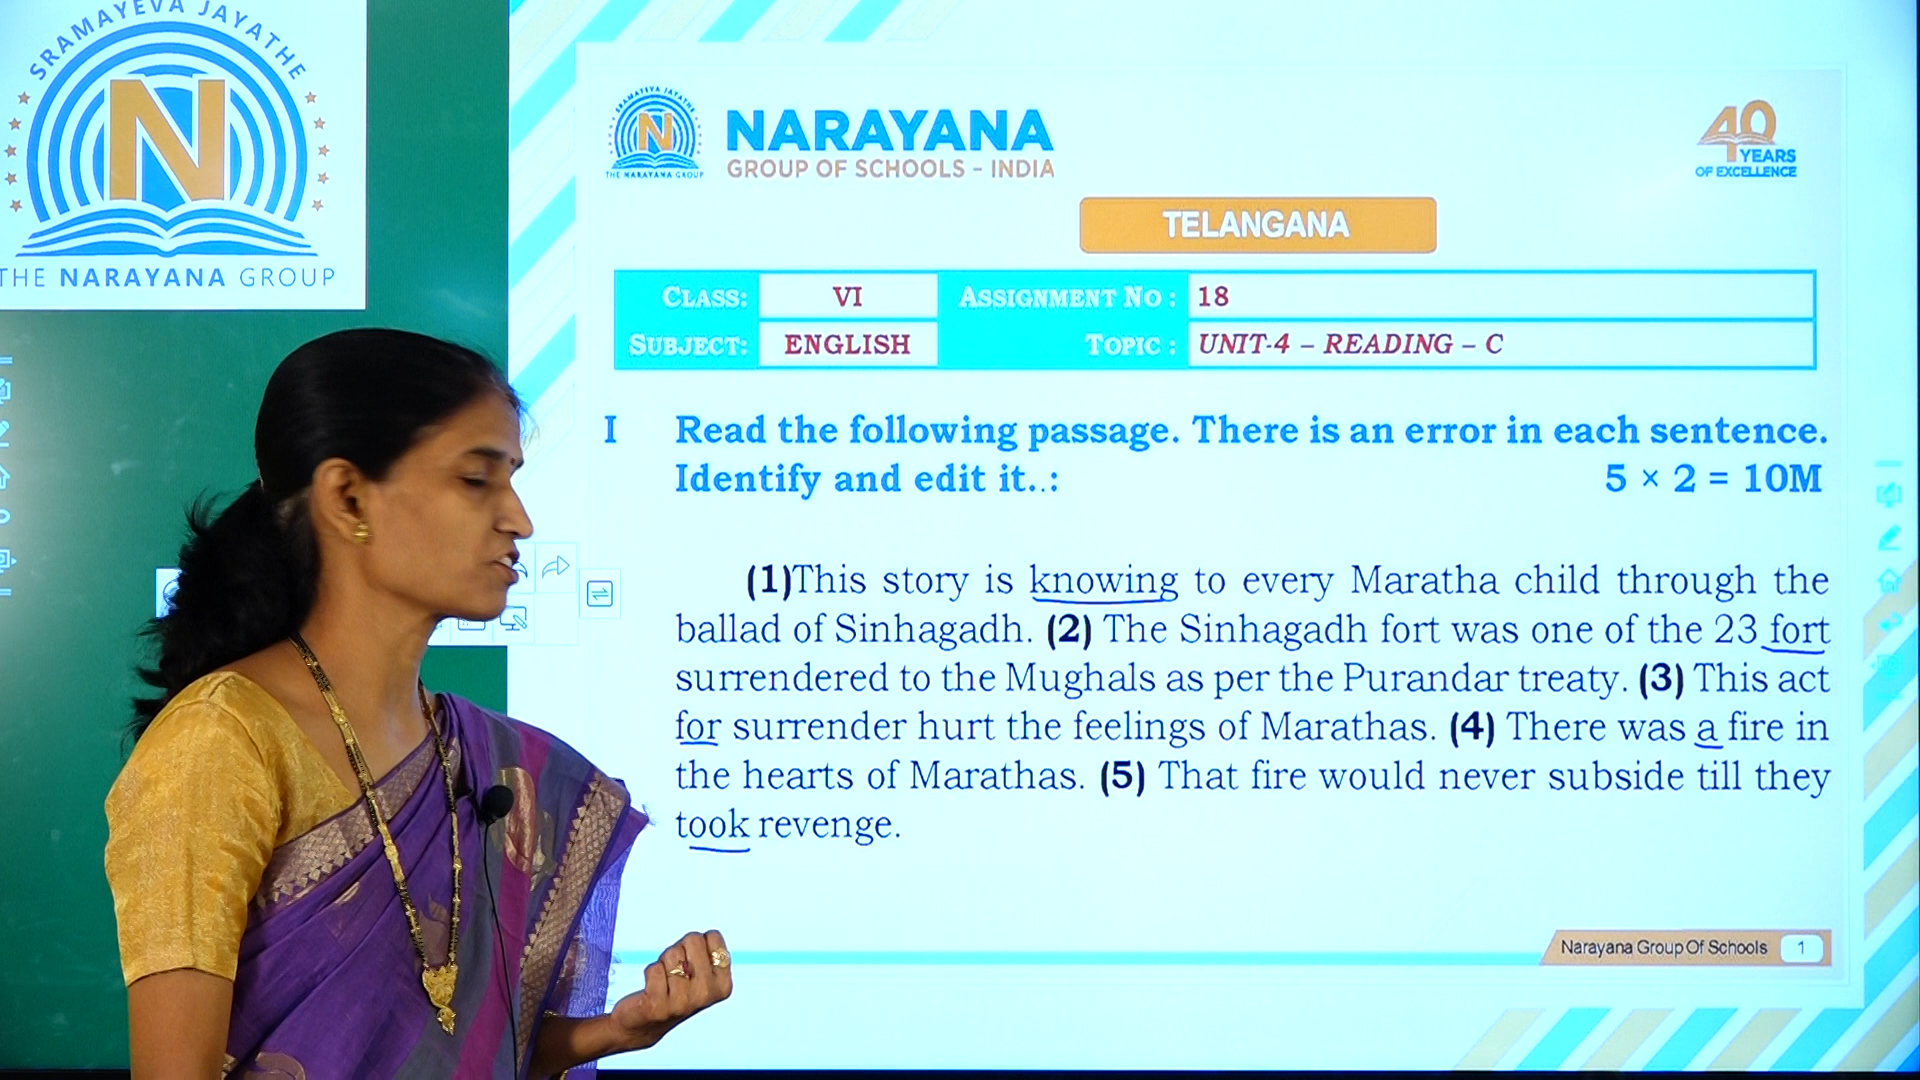 SRAMAYEVA JAYATHE
N
THE NARAYANA GROUP
SRAMAYEVA JAYATHE
N
THE NARAYANA GROUP
NARAYANA
GROUP OF SCHOOLS - INDIA
40
YEARS
OF EXCELLENCE
TELANGANA
CLASS: VI ASSIGNMENT NO : 18
SUBJECT: ENGLISH TOPIC : UNIT-4 – READING – C
I Read the following passage. There is an error in each sentence.
Identify and edit it..: 5 × 2 = 10M
(1)This story is knowing to every Maratha child through the
ballad of Sinhagadh. (2) The Sinhagadh fort was one of the 23 fort
surrendered to the Mughals as per the Purandar treaty. (3) This act
for surrender hurt the feelings of Marathas. (4) There was a fire in
the hearts of Marathas. (5) That fire would never subside till they
took revenge.
Narayana Group Of Schools 1